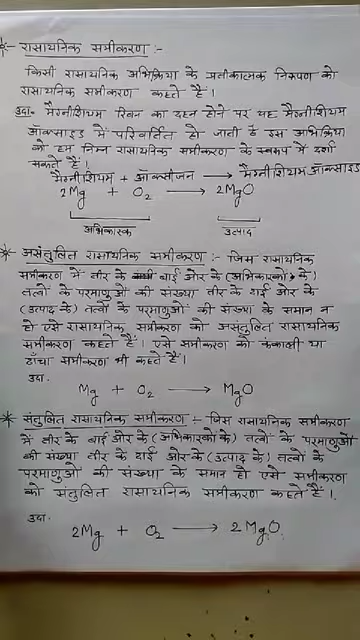 * रासायनिक समीकरण :-
किसी रासायनिक अभिक्रिया के प्रतीकात्मक निरूपण को
रासायनिक समीकरण कहते हैं।
उदा०- मैग्नीशियम रिबन का दहन होने पर यह मैग्नीशियम
ऑक्साइड में परिवर्तित हो जाती है इस अभिक्रिया
को हम निम्न रासायनिक समीकरण के स्वरूप में दर्शा
सकते हैं।
मैग्नीशियम + ऑक्सीजन → मैग्नीशियम ऑक्साइड
2Mg + O₂ → 2MgO
अभिकारक उत्पाद
* असंतुलित रासायनिक समीकरण :- जिस रासायनिक
समीकरण में तीर के बाई ओर के (अभिकारको के)
तत्वों के परमाणुओं की संख्या तीर के दाई ओर के
(उत्पाद के) तत्वों के परमाणुओं की संख्या के समान न
हो ऐसे रासायनिक समीकरण को असंतुलित रासायनिक
समीकरण कहते हैं। ऐसे समीकरण को कंकाली या
ढाँचा समीकरण भी कहते हैं।
उदा.
Mg + O₂ → MgO
* संतुलित रासायनिक समीकरण :- जिस रासायनिक समीकरण
में तीर के बाई ओर के (अभिकारको के) तत्वों के परमाणुओं
की संख्या तीर के दाई ओर के (उत्पाद के) तत्वों के
परमाणुओं की संख्या के समान हो ऐसे समीकरण
को संतुलित रासायनिक समीकरण कहते हैं।
उदा.
2Mg + O₂ → 2MgO